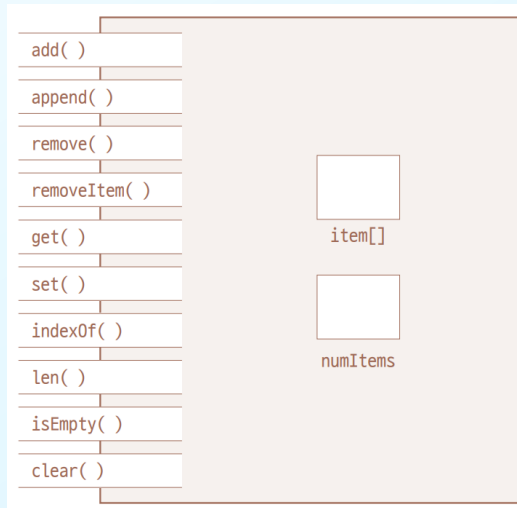 add( )
append( )
remove( )
removeItem( )
get( )
set( )
indexOf( )
len( )
isEmpty( )
clear( )
item[]
numItems